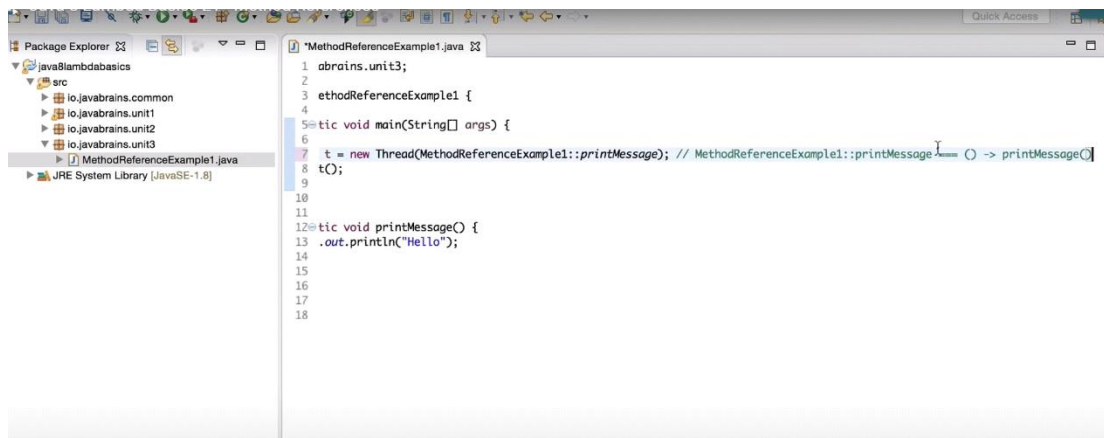 Quick Access
Package Explorer
*MethodReferenceExample1.java
java8lambdabasics
src
io.javabrains.common
io.javabrains.unit1
io.javabrains.unit2
io.javabrains.unit3
MethodReferenceExample1.java
JRE System Library [JavaSE-1.8]
1 abrains.unit3;
2
3 ethodReferenceExample1 {
4
5 tic void main(String[] args) {
6
7 t = new Thread(MethodReferenceExample1::printMessage); // MethodReferenceExample1::printMessage === () -> printMessage()
8 t();
9
10
11
12 tic void printMessage() {
13 .out.println("Hello");
14
15
16
17
18